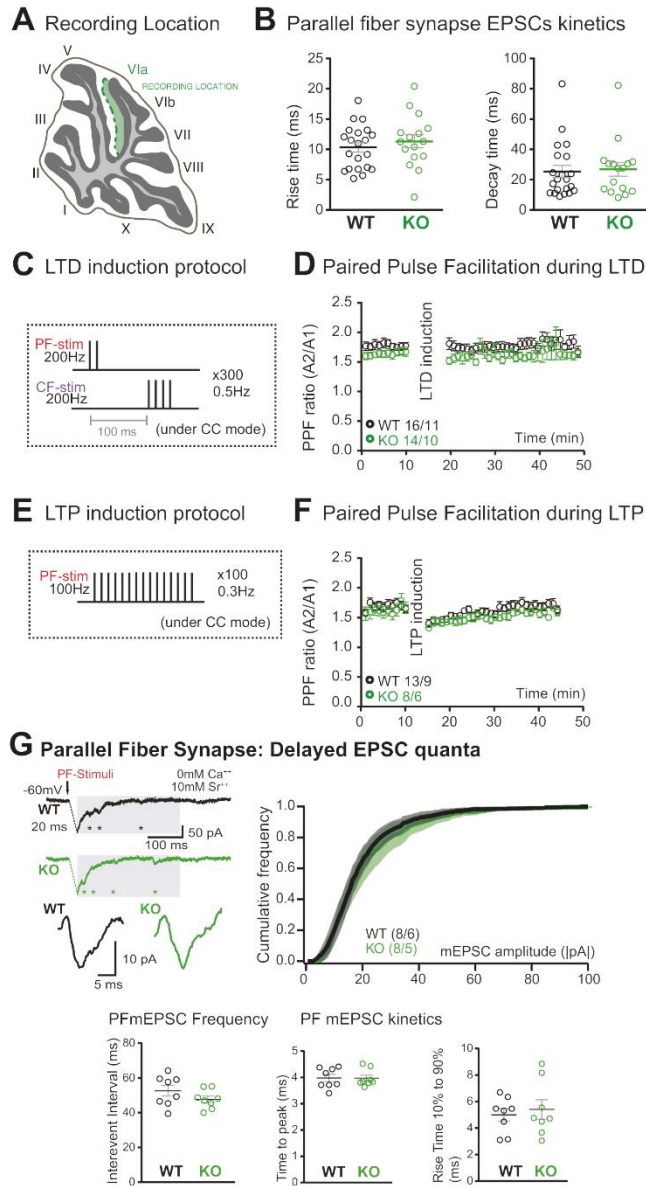 A Recording Location
V
IV
VIa
RECORDING LOCATION
III
VIb
VII
II
VIII
I
X
IX
B Parallel fiber synapse EPSCs kinetics
Rise time (ms)
25
20
15
10
5
0
WT KO
Decay time (ms)
100
80
60
40
20
0
WT KO
C LTD induction protocol
PF-stim
200Hz
CF-stim
200Hz
x300
0.5Hz
100 ms
(under CC mode)
D Paired Pulse Facilitation during LTD
PPF ratio (A2/A1)
2.5
2.0
1.5
1.0
0.5
0.0
LTD induction
WT 16/11
KO 14/10
Time (min)
0 10 20 30 40 50
E LTP induction protocol
PF-stim
100Hz
x100
0.3Hz
(under CC mode)
F Paired Pulse Facilitation during LTP
PPF ratio (A2/A1)
2.5
2.0
1.5
1.0
0.5
0.0
LTP induction
WT 13/9
KO 8/6
Time (min)
0 10 20 30 40 50
G Parallel Fiber Synapse: Delayed EPSC quanta
PF-Stimuli
-60mV
0mM Ca⁺⁺
10mM Sr⁺⁺
WT
20 ms
* * *
50 pA
100 ms
KO
* * * *
WT
KO
10 pA
5 ms
Cumulative frequency
1.0
0.8
0.6
0.4
0.2
0.0
WT (8/6)
KO (8/5)
mEPSC amplitude (|pA|)
0 20 40 60 80 100
PFmEPSC Frequency
Interevent Interval (ms)
80
60
40
20
0
WT KO
PF mEPSC kinetics
Time to peak (ms)
5
4
3
2
1
0
WT KO
Rise Time 10% to 90%
(ms)
10
8
6
4
2
0
WT KO